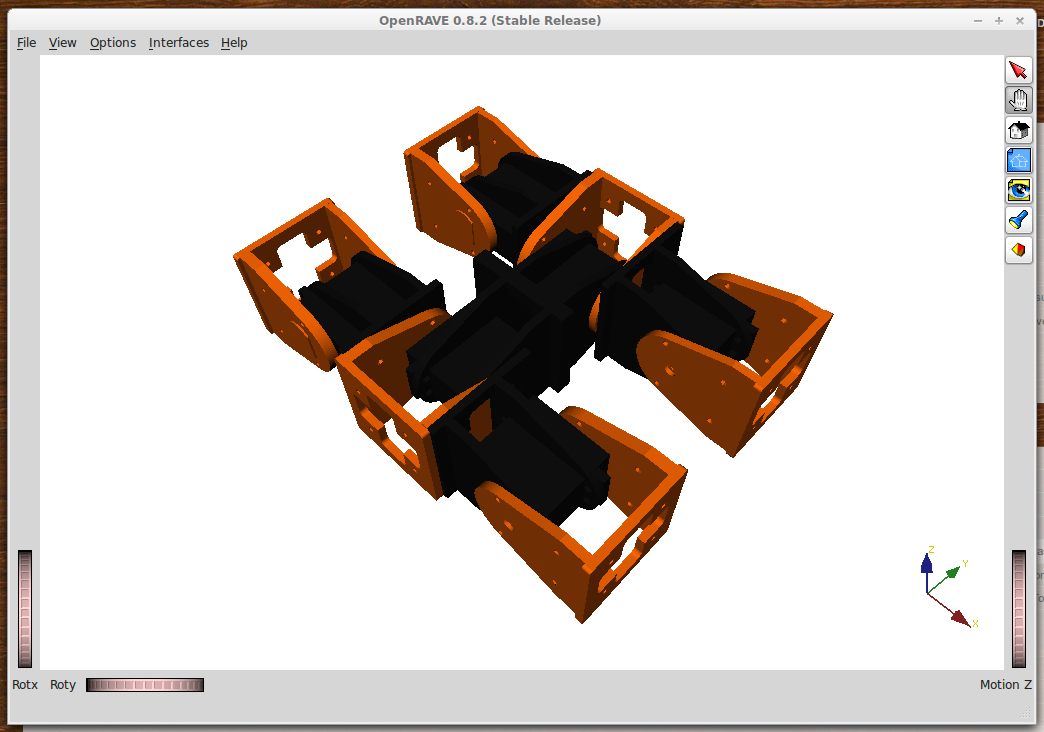 OpenRAVE 0.8.2 (Stable Release)
File View Options Interfaces Help
Z
Y
X
Rotx Roty Motion Z